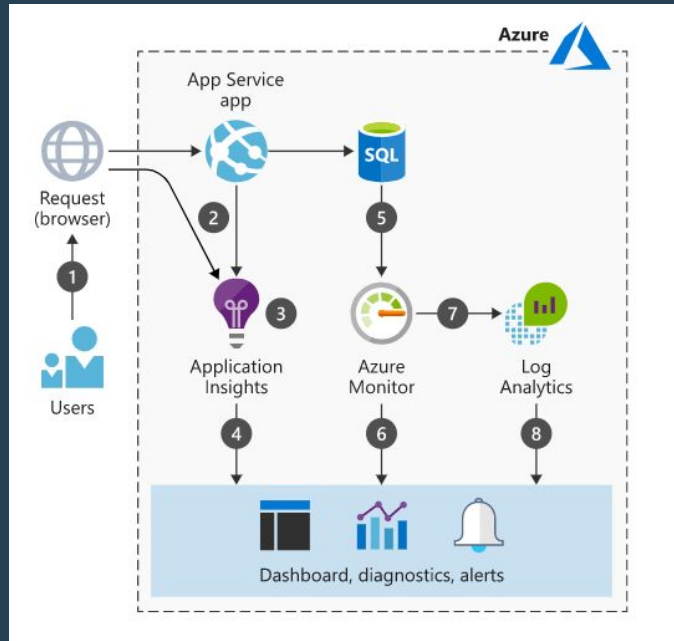 Azure
App Service
app
SQL
Request
(browser)
2
5
1
3
7
Application
Insights
Azure
Monitor
Log
Analytics
Users
4
6
8
Dashboard, diagnostics, alerts